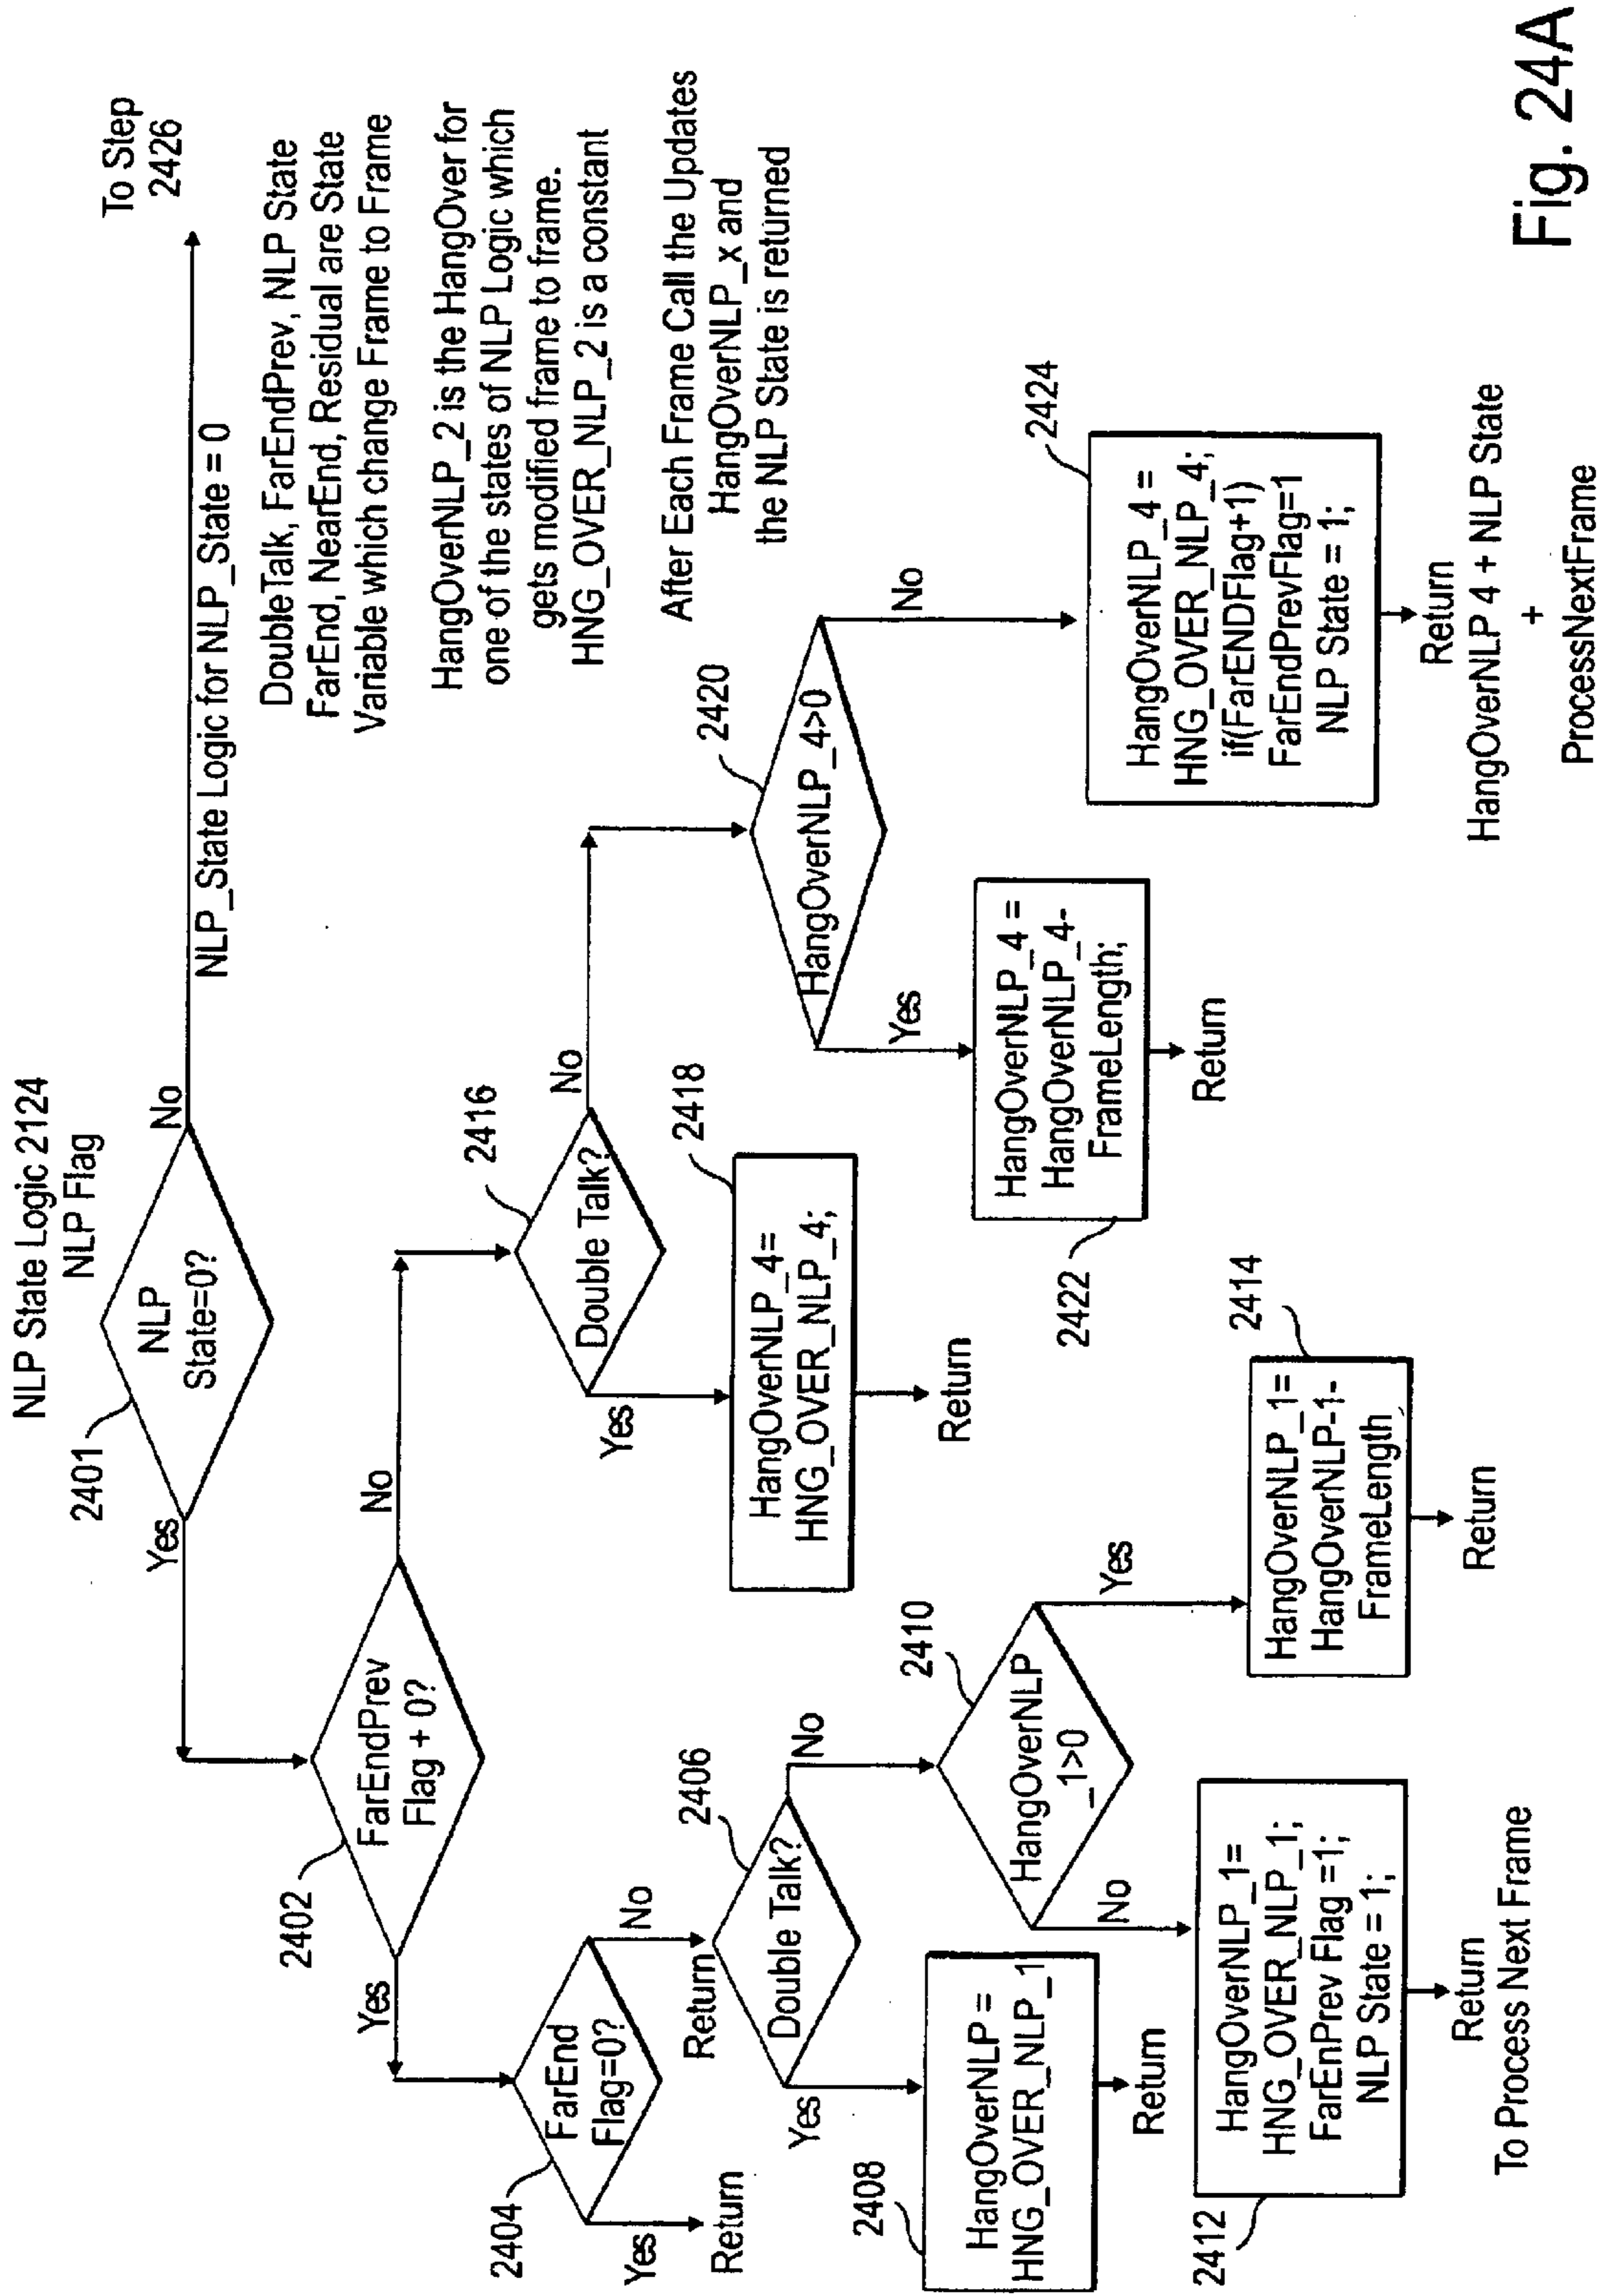 NLP State Logic 2124
NLP Flag
2401
NLP
State=0?
Yes
No
NLP_State Logic for NLP_State = 0
To Step
2426
DoubleTalk, FarEndPrev, NLP State
FarEnd, NearEnd, Residual are State
Variable which change Frame to Frame
HangOverNLP_2 is the HangOver for
one of the states of NLP Logic which
gets modified frame to frame.
HNG_OVER_NLP_2 is a constant
After Each Frame Call the Updates
HangOverNLP_x and
the NLP State is returned
2402
FarEndPrev
Flag + 0?
Yes
No
2404
FarEnd
Flag=0?
Yes
Return
No
Return
2406
Double Talk?
Yes
No
2408
HangOverNLP =
HNG_OVER_NLP_1
Return
2410
HangOverNLP
_1>0
No
Yes
2412
HangOverNLP_1=
HNG_OVER_NLP_1;
FarEnPrev Flag =1;
NLP State = 1;
Return
To Process Next Frame
2414
HangOverNLP_1=
HangOverNLP-1-
FrameLength
Return
2416
Double Talk?
Yes
No
2418
HangOverNLP_4=
HNG_OVER_NLP_4;
Return
2420
HangOverNLP_4>0
Yes
No
2422
HangOverNLP_4 =
HangOverNLP_4-
FrameLength;
Return
2424
HangOverNLP_4 =
HNG_OVER_NLP_4;
if(FarENDFlag+1)
FarEndPrevFlag=1
NLP State = 1;
Return
HangOverNLP 4 + NLP State
+
ProcessNextFrame
Fig. 24A